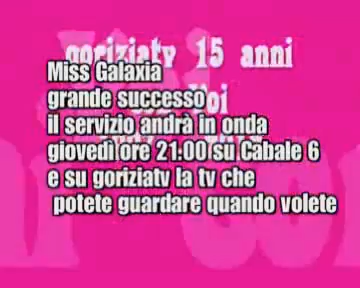 goriziatv 15 anni
Miss Galaxia
grande successo
il servizio andrà in onda
giovedì ore 21:00 su Cabale 6
e su goriziatv la tv che
potete guardare quando volete